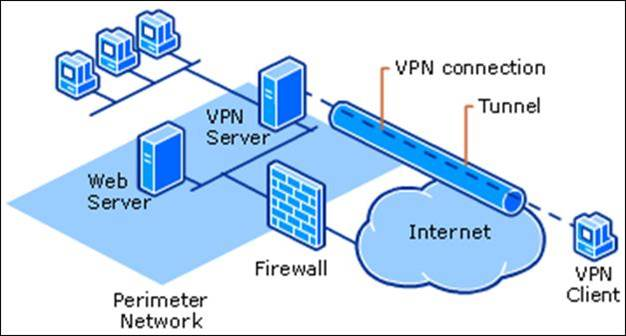 VPN connection
Tunnel
VPN
Server
Web
Server
Internet
Firewall
VPN
Client
Perimeter
Network